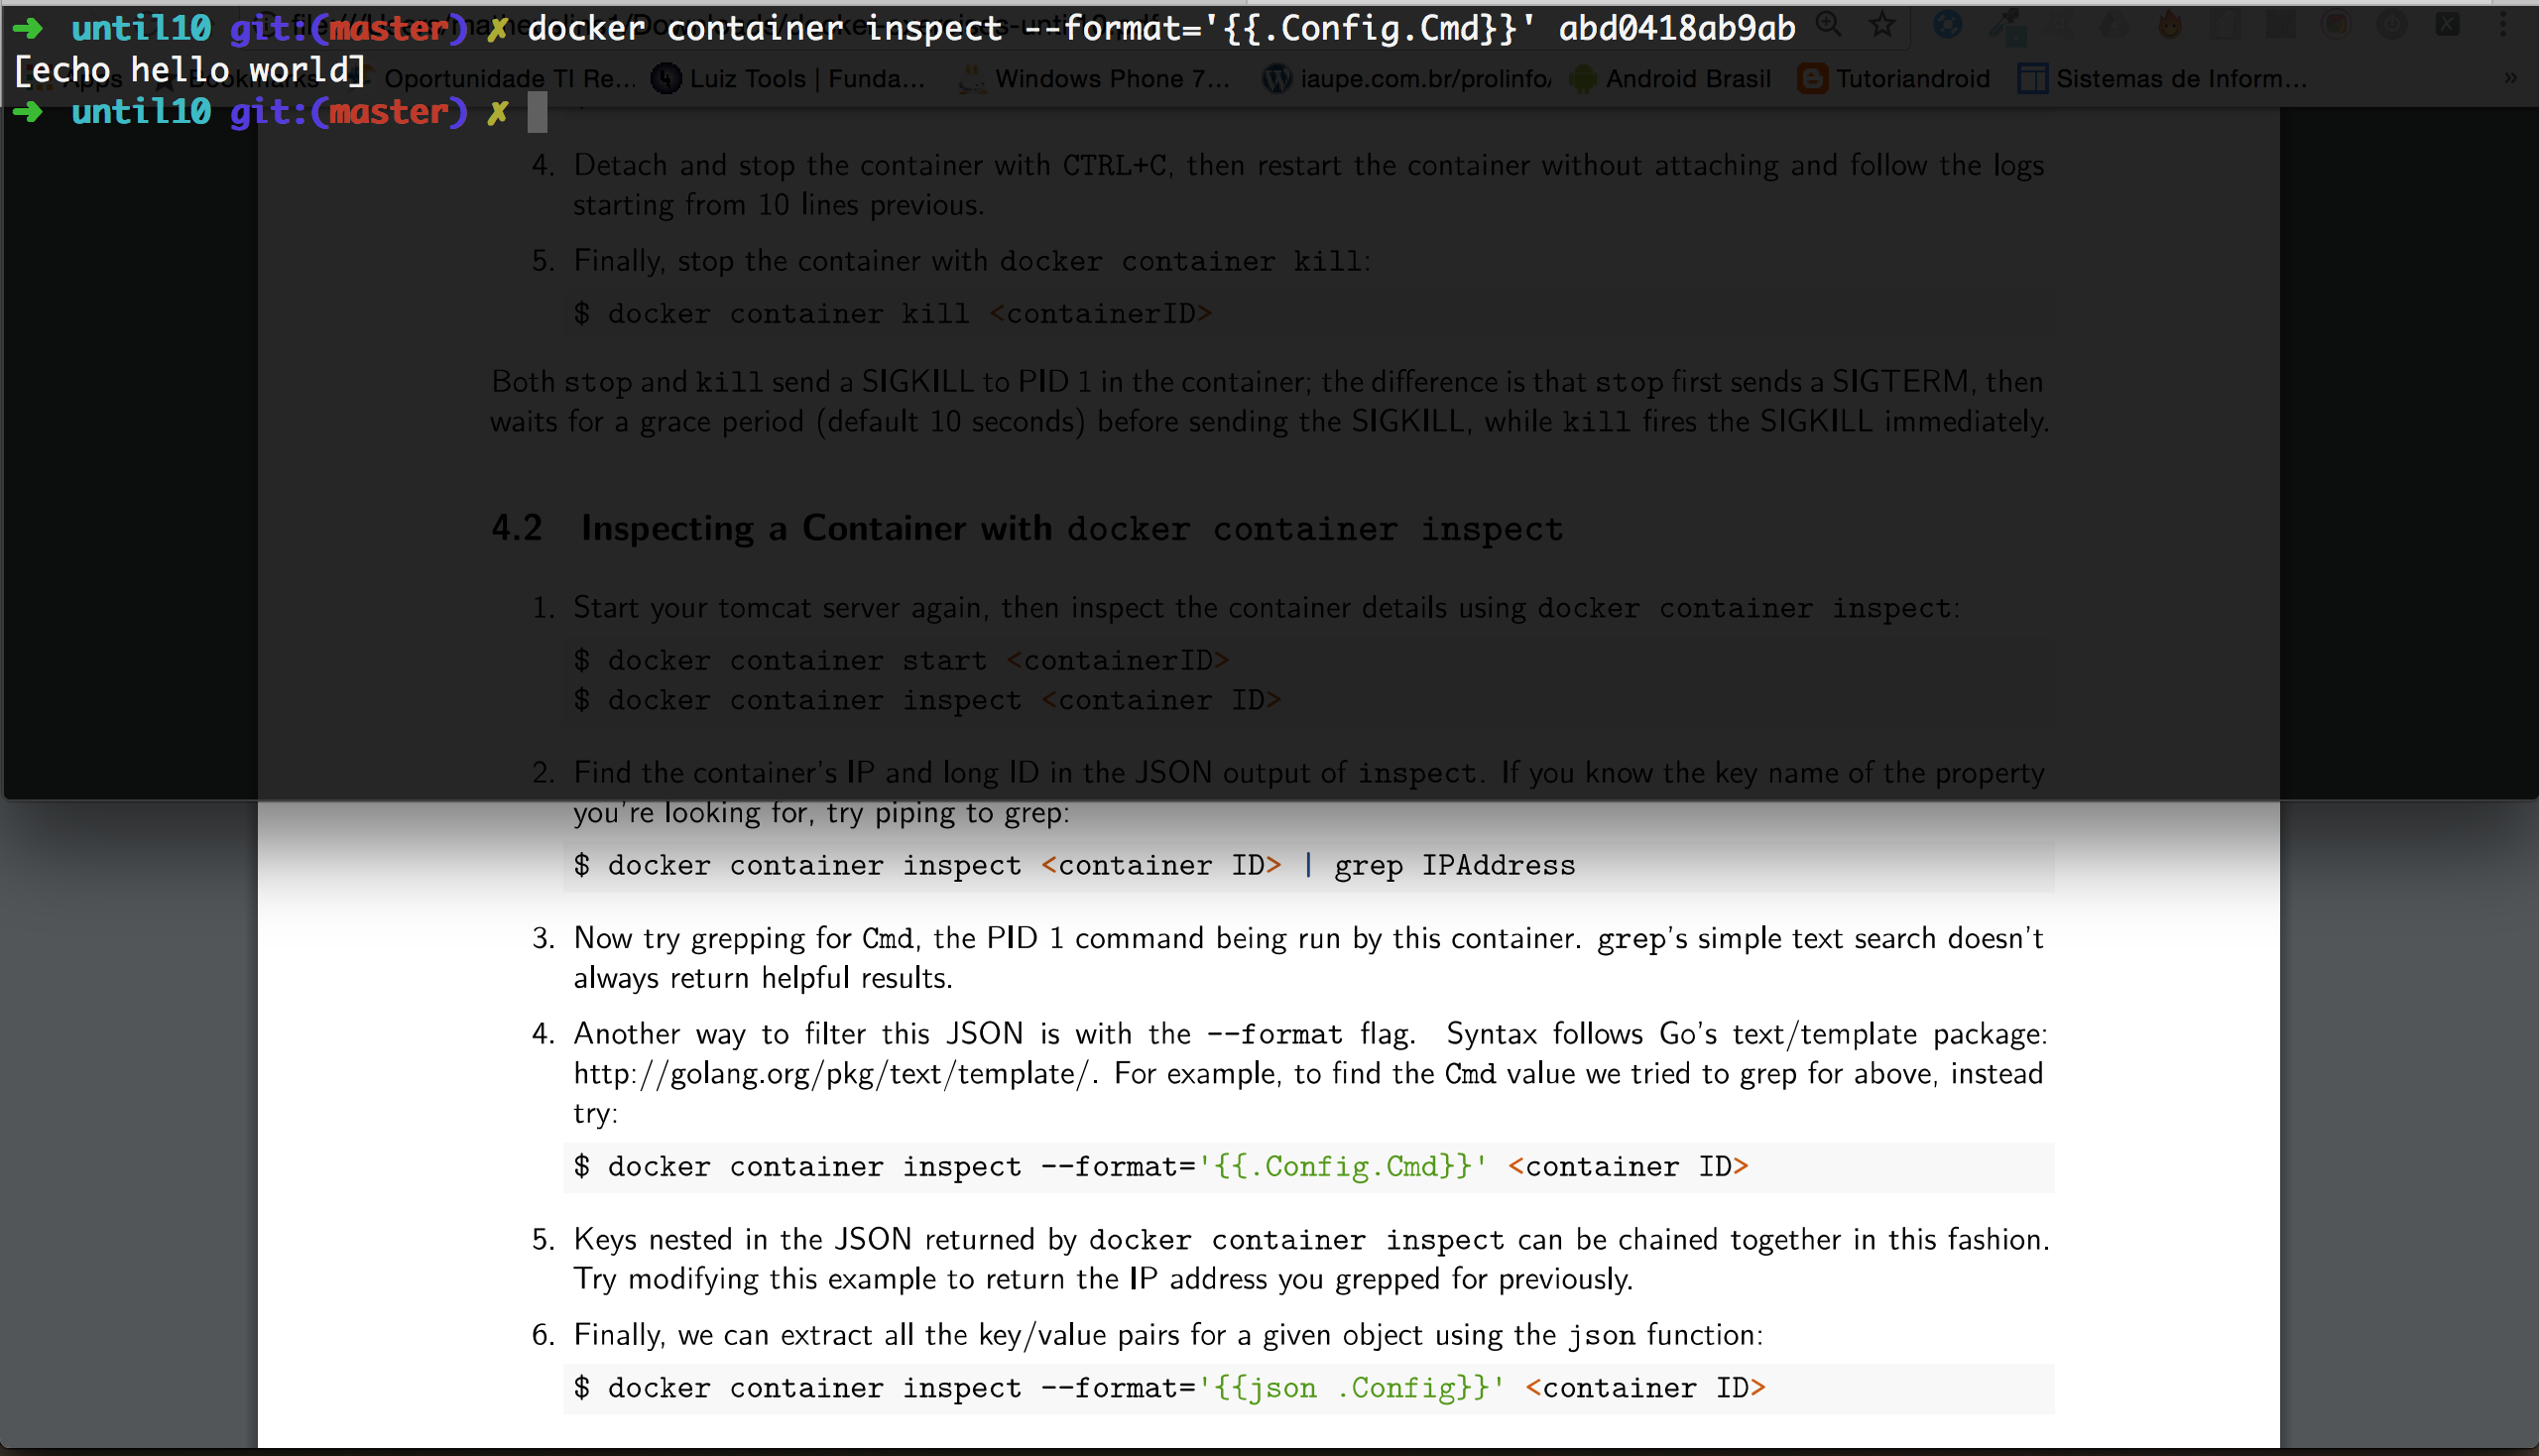 ➜ until10 git:(master) ✗ docker container inspect --format='{{.Config.Cmd}}' abd0418ab9ab
[echo hello world]
Oportunidade TI Re... Luiz Tools | Funda... Windows Phone 7... iaupe.com.br/prolinfo/ Android Brasil Tutoriandroid Sistemas de Inform... »
➜ until10 git:(master) ✗
4. Detach and stop the container with CTRL+C, then restart the container without attaching and follow the logs
starting from 10 lines previous.
5. Finally, stop the container with docker container kill:
$ docker container kill <containerID>
Both stop and kill send a SIGKILL to PID 1 in the container; the difference is that stop first sends a SIGTERM, then
waits for a grace period (default 10 seconds) before sending the SIGKILL, while kill fires the SIGKILL immediately.
4.2 Inspecting a Container with docker container inspect
1. Start your tomcat server again, then inspect the container details using docker container inspect:
$ docker container start <containerID>
$ docker container inspect <container ID>
2. Find the container's IP and long ID in the JSON output of inspect. If you know the key name of the property
you're looking for, try piping to grep:
$ docker container inspect <container ID> | grep IPAddress
3. Now try grepping for Cmd, the PID 1 command being run by this container. grep's simple text search doesn't
always return helpful results.
4. Another way to filter this JSON is with the --format flag. Syntax follows Go's text/template package:
http://golang.org/pkg/text/template/. For example, to find the Cmd value we tried to grep for above, instead
try:
$ docker container inspect --format='{{.Config.Cmd}}' <container ID>
5. Keys nested in the JSON returned by docker container inspect can be chained together in this fashion.
Try modifying this example to return the IP address you grepped for previously.
6. Finally, we can extract all the key/value pairs for a given object using the json function:
$ docker container inspect --format='{{json .Config}}' <container ID>